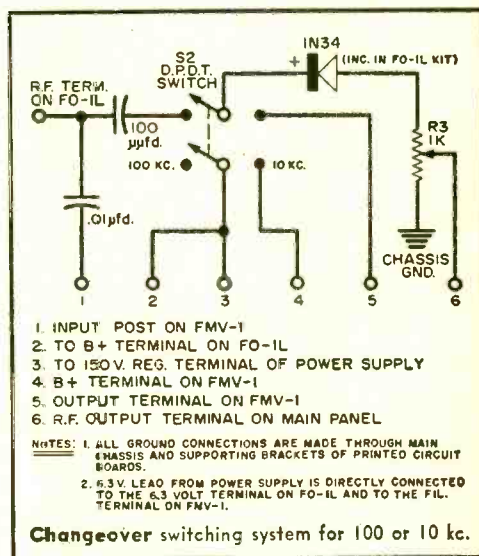 S2
D.P.D.T.
SWITCH
1N34
+
(INC. IN FO-1L KIT)
R.F. TERM.
ON FO-1L
100
µµfd.
R3
1K
100 KC.
10 KC.
.01µfd.
CHASSIS
GND.
1 2 3 4 5 6
1. INPUT POST ON FMV-1
2. TO B+ TERMINAL ON FO-1L
3. TO 150 V. REG. TERMINAL OF POWER SUPPLY
4. B+ TERMINAL ON FMV-1
5. OUTPUT TERMINAL ON FMV-1
6. R.F. OUTPUT TERMINAL ON MAIN PANEL
NOTES: 1. ALL GROUND CONNECTIONS ARE MADE THROUGH MAIN
CHASSIS AND SUPPORTING BRACKETS OF PRINTED CIRCUIT
BOARDS.
2. 6.3 V. LEAD FROM POWER SUPPLY IS DIRECTLY CONNECTED
TO THE 6.3 VOLT TERMINAL ON FO-1L AND TO THE FIL.
TERMINAL ON FMV-1.
Changeover switching system for 100 or 10 kc.